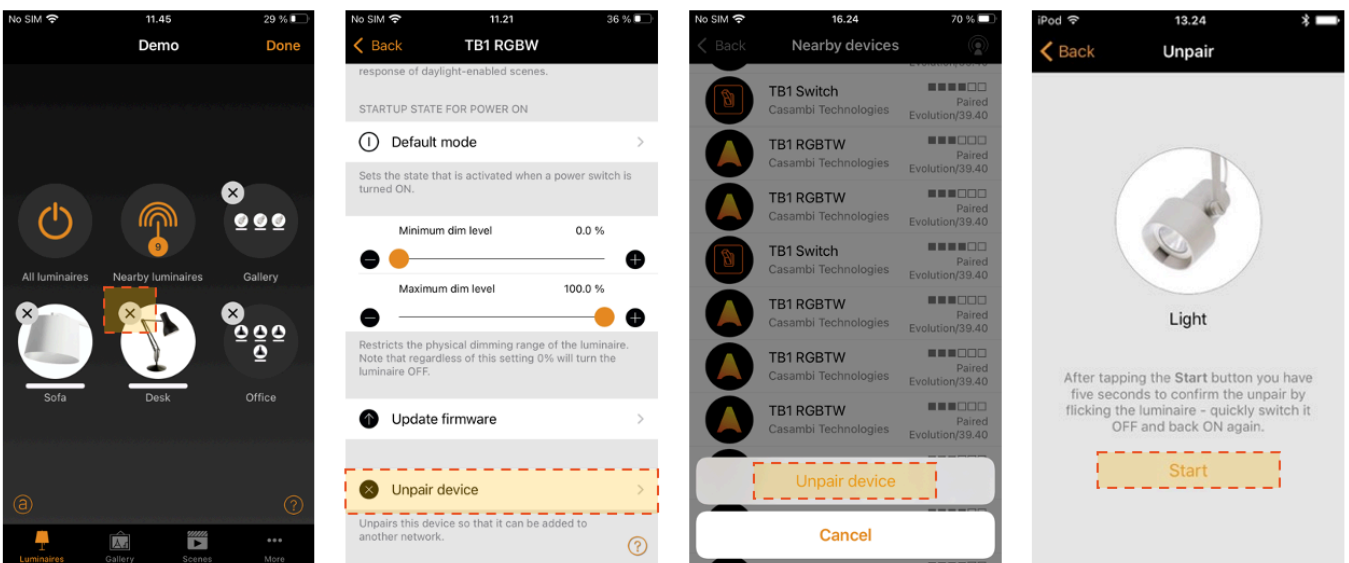 No SIM 11.45 29 %
Demo Done
9
All luminaires Nearby luminaires Gallery
Sofa Desk Office
a ?
Luminaires Gallery Scenes More
No SIM 11.21 36 %
Back TB1 RGBW
response of daylight-enabled scenes.
STARTUP STATE FOR POWER ON
Default mode
Sets the state that is activated when a power switch is
turned ON.
Minimum dim level 0.0 %
Maximum dim level 100.0 %
Restricts the physical dimming range of the luminaire.
Note that regardless of this setting 0% will turn the
luminaire OFF.
Update firmware
Unpair device
Unpairs this device so that it can be added to
another network.
?
No SIM 16.24 70 %
Back Nearby devices
TB1 Switch Paired
Casambi Technologies Evolution/39.40
TB1 RGBTW Paired
Casambi Technologies Evolution/39.40
TB1 RGBTW Paired
Casambi Technologies Evolution/39.40
TB1 Switch Paired
Casambi Technologies Evolution/39.40
TB1 RGBTW Paired
Casambi Technologies Evolution/39.40
TB1 RGBTW Paired
Casambi Technologies Evolution/39.40
TB1 RGBTW Paired
Casambi Technologies Evolution/39.40
Unpair device
Cancel
iPod 13.24
Back Unpair
Light
After tapping the Start button you have
five seconds to confirm the unpair by
flicking the luminaire - quickly switch it
OFF and back ON again.
Start